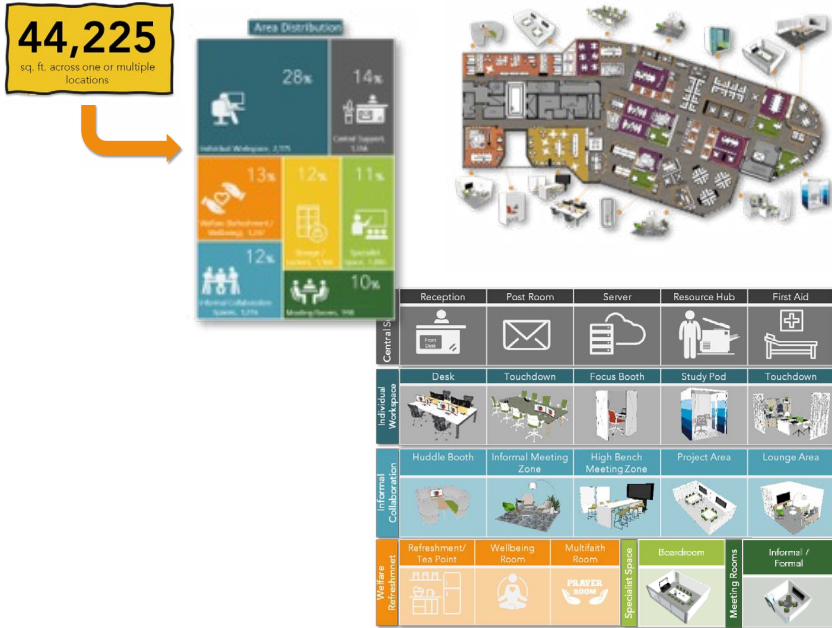 44,225
sq. ft. across one or multiple
locations
Area Distribution
28%
Individual Workspace,
14%
Central Support,
13%
Welfare (Refreshment/
Wellbeing),
12%
Storage /
Lockers,
11%
Specialist
Space,
12%
Informal Collaboration
Spaces,
10%
Meeting Rooms,
Central
Reception
Post Room
Server
Resource Hub
First Aid
Front
Desk
Individual
Workspace
Desk
Touchdown
Focus Booth
Study Pod
Touchdown
Informal
Collaboration
Huddle Booth
Informal Meeting
Zone
High Bench
Meeting Zone
Project Area
Lounge Area
Welfare
Refreshmnet
Refreshment/
Tea Point
Wellbeing
Room
Multifaith
Room
PRAYER
ROOM
Specialist Space
Boardroom
Meeting Rooms
Informal /
Formal